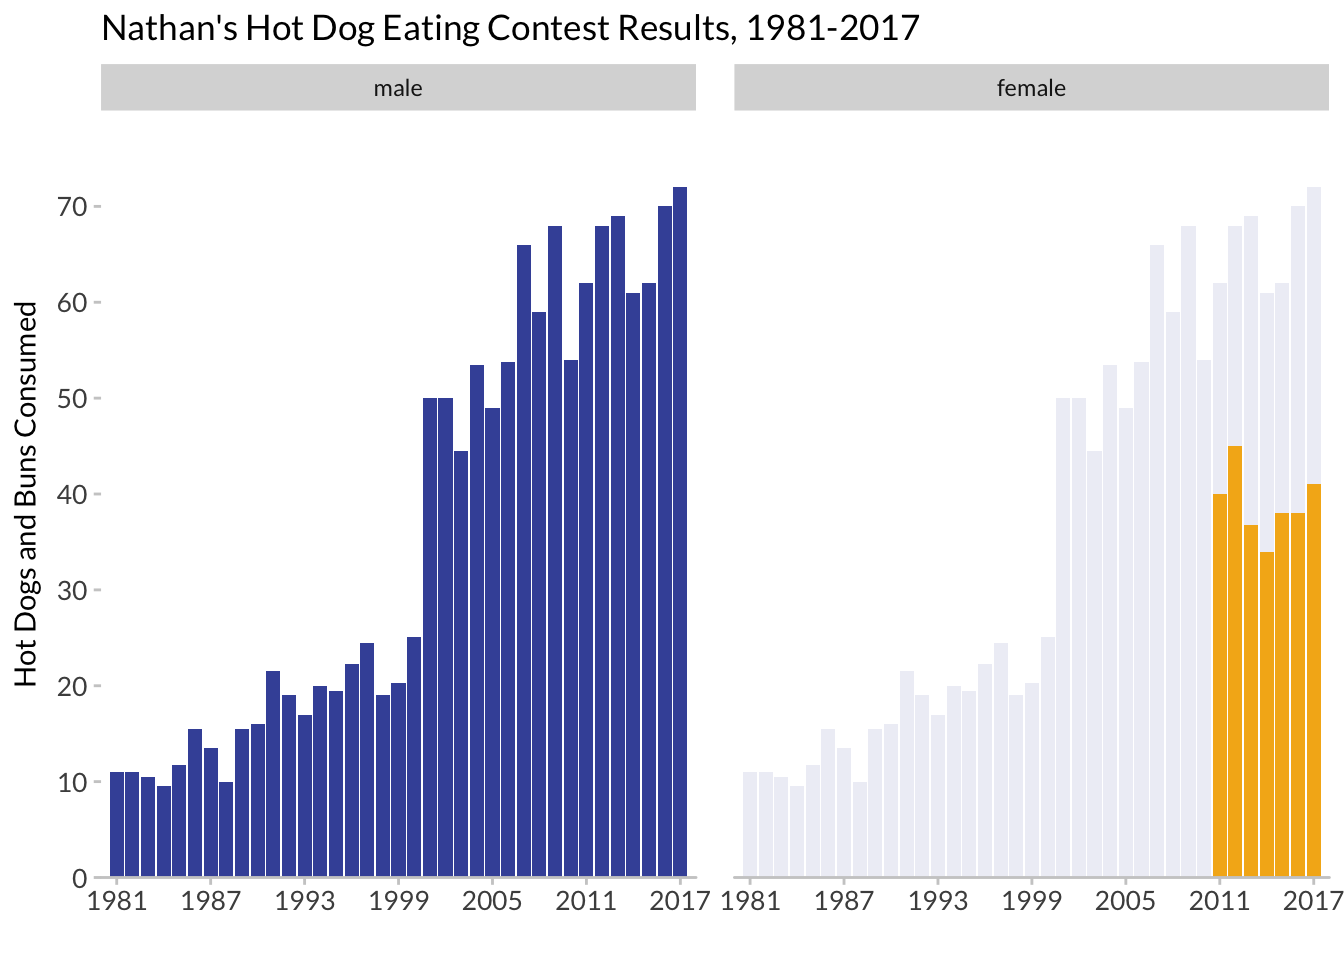 Nathan's Hot Dog Eating Contest Results, 1981-2017
male
female
Hot Dogs and Buns Consumed
70
60
50
40
30
20
10
0
1981 1987 1993 1999 2005 2011 2017
1981 1987 1993 1999 2005 2011 2017